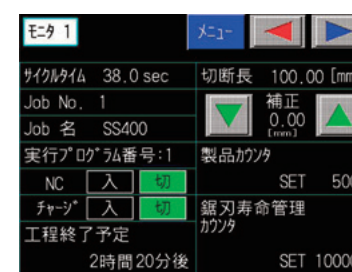 モニタ 1
メニュー
サイクルタイム 38.0 sec
切断長 100.00 [mm
Job No. 1
補正
0.00
[mm]
Job 名 SS400
実行プログラム番号:1
製品カウンタ
NC 入 切
SET 500
チャージ 入 切
鋸刃寿命管理
カウンタ
工程終了予定
2時間20分後
SET 10000